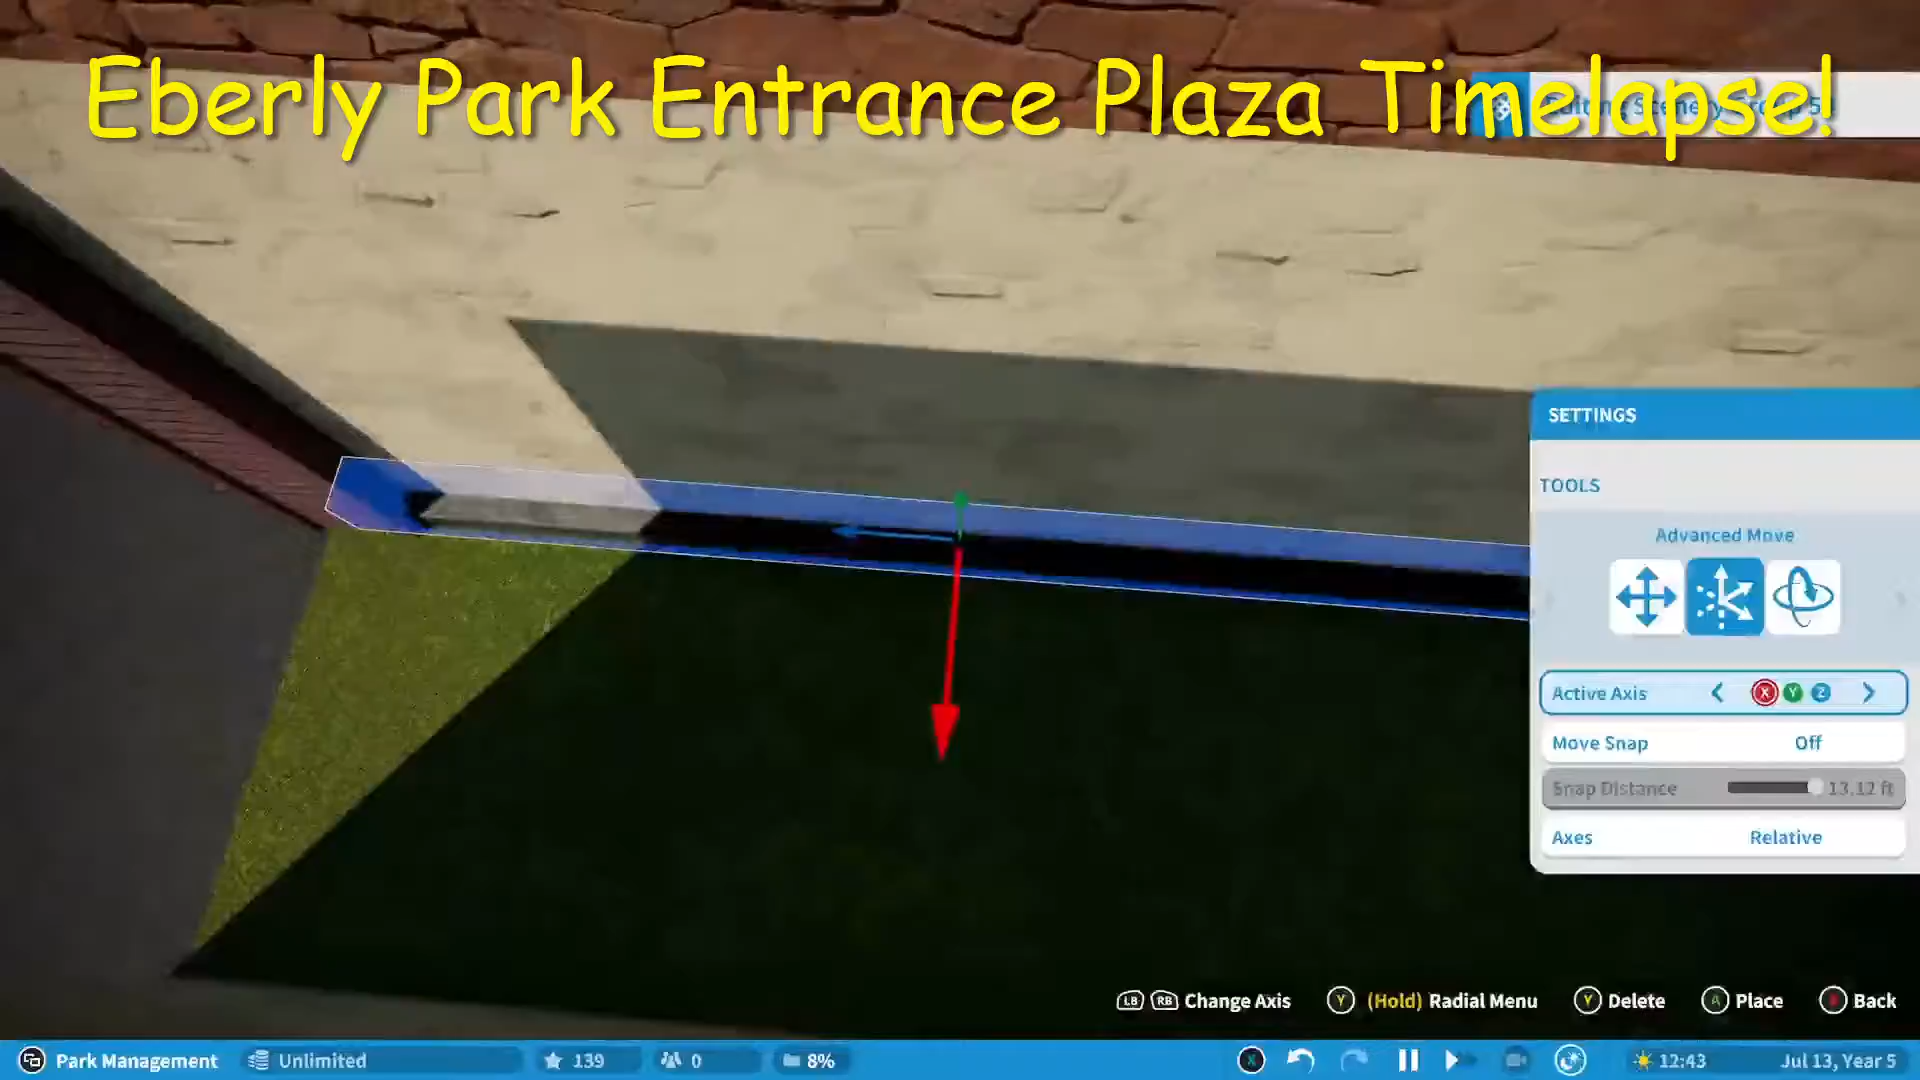 Eberly Park Entrance Plaza Timelapse!
SETTINGS
TOOLS
Advanced Move
Active Axis X Y Z
Move Snap Off
Snap Distance 13.12 ft
Axes Relative
LB RB Change Axis Y (Hold) Radial Menu Y Delete A Place Back
Park Management Unlimited 139 0 8% X 12:43 Jul 13, Year 5